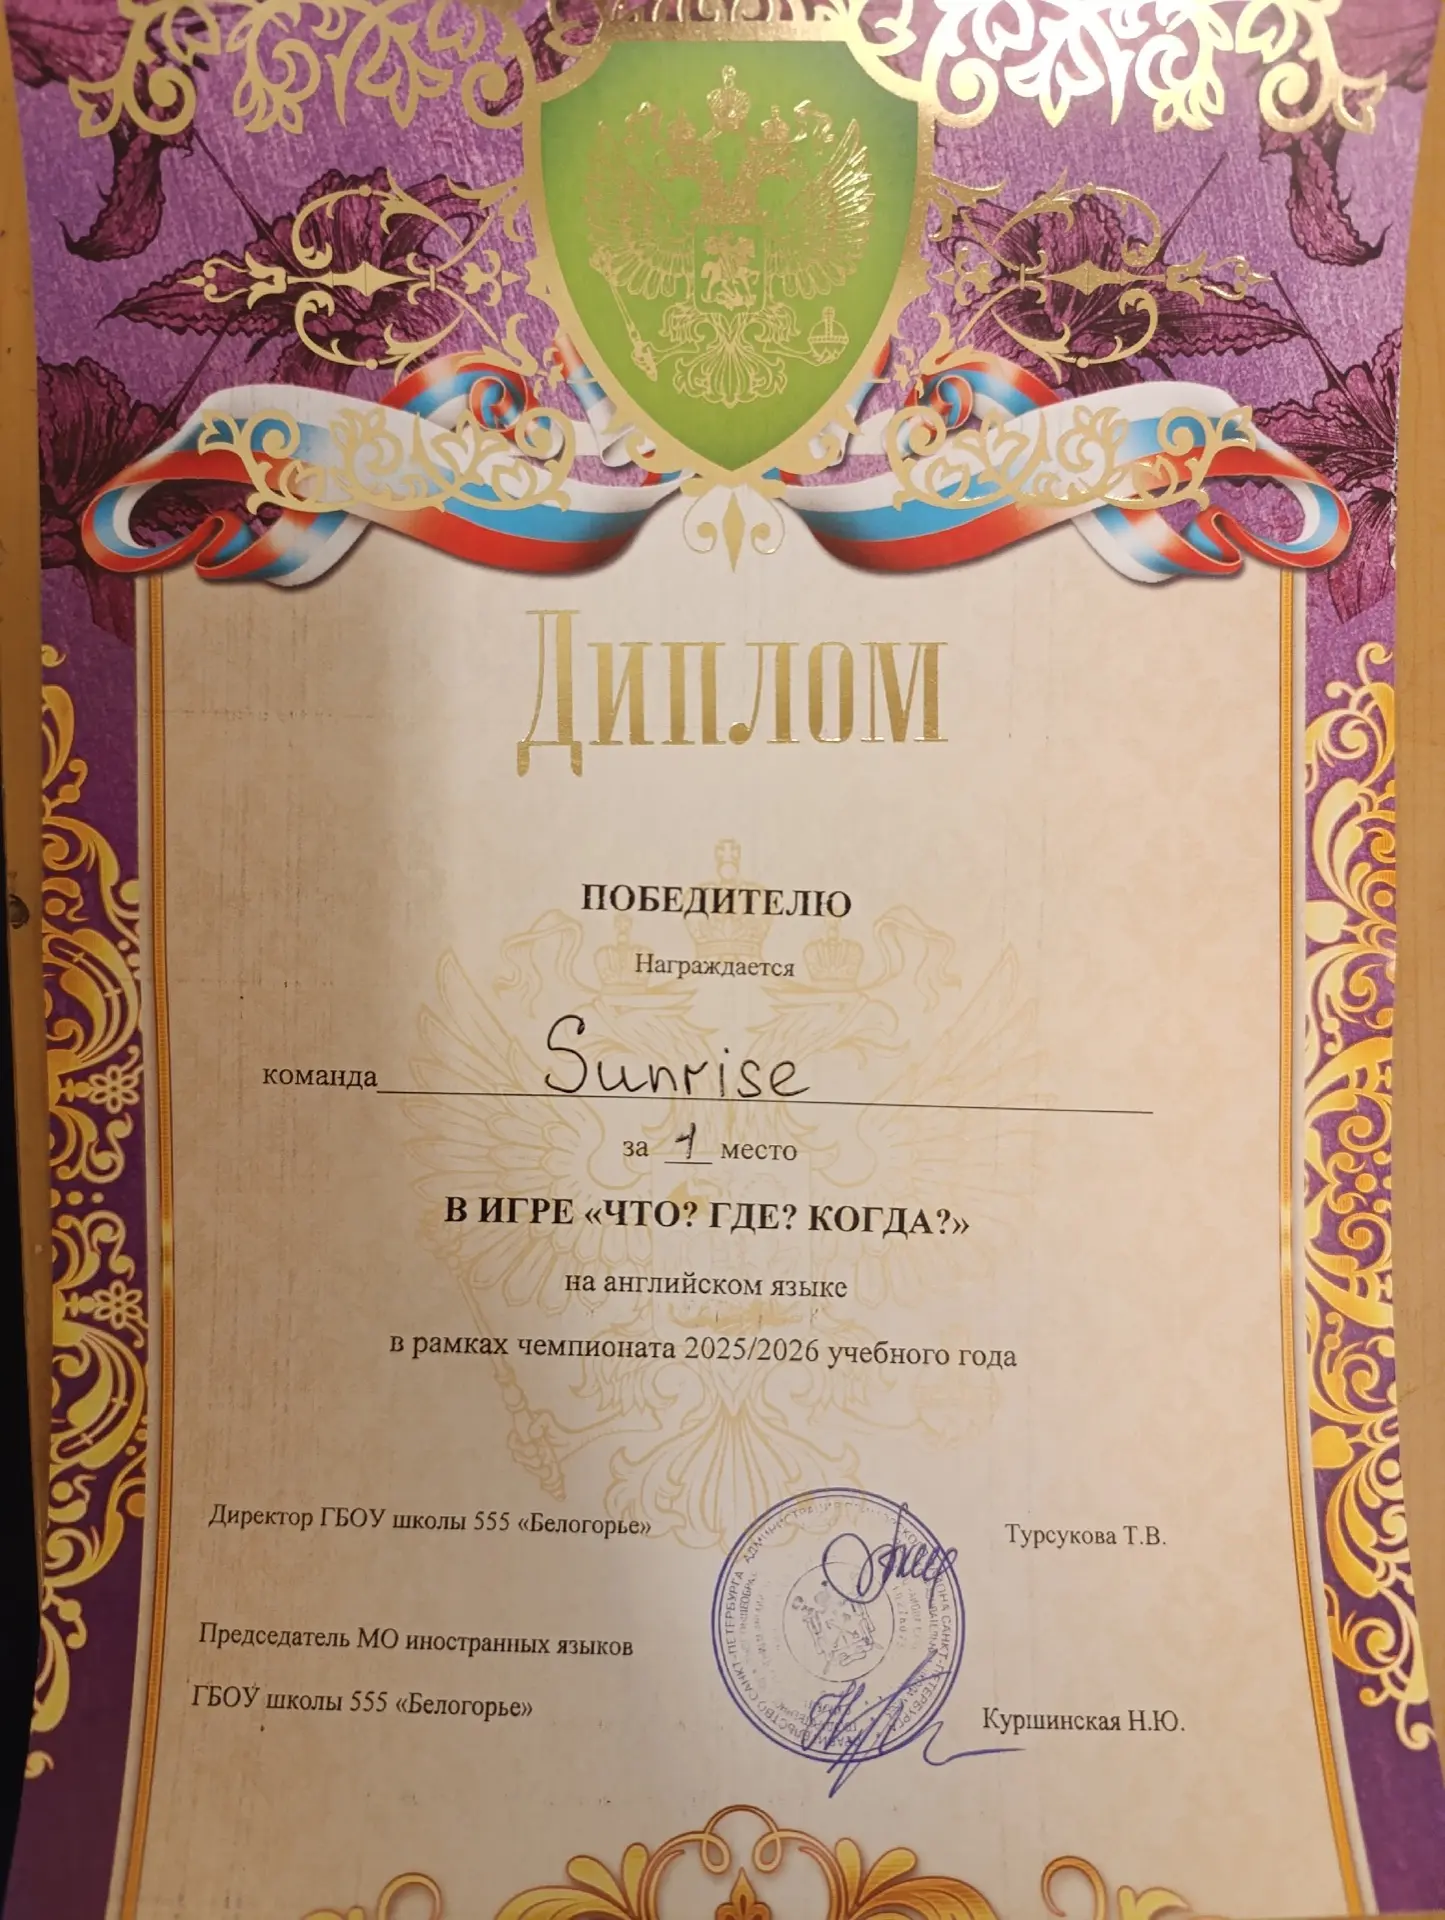 Диплом
ПОБЕДИТЕЛЮ
Награждается
команда Sunrise
за 1 место
В ИГРЕ «ЧТО? ГДЕ? КОГДА?»
на английском языке
в рамках чемпионата 2025/2026 учебного года
Директор ГБОУ школы 555 «Белогорье» Турсукова Т.В.
Председатель МО иностранных языков
ГБОУ школы 555 «Белогорье» Куршинская Н.Ю.